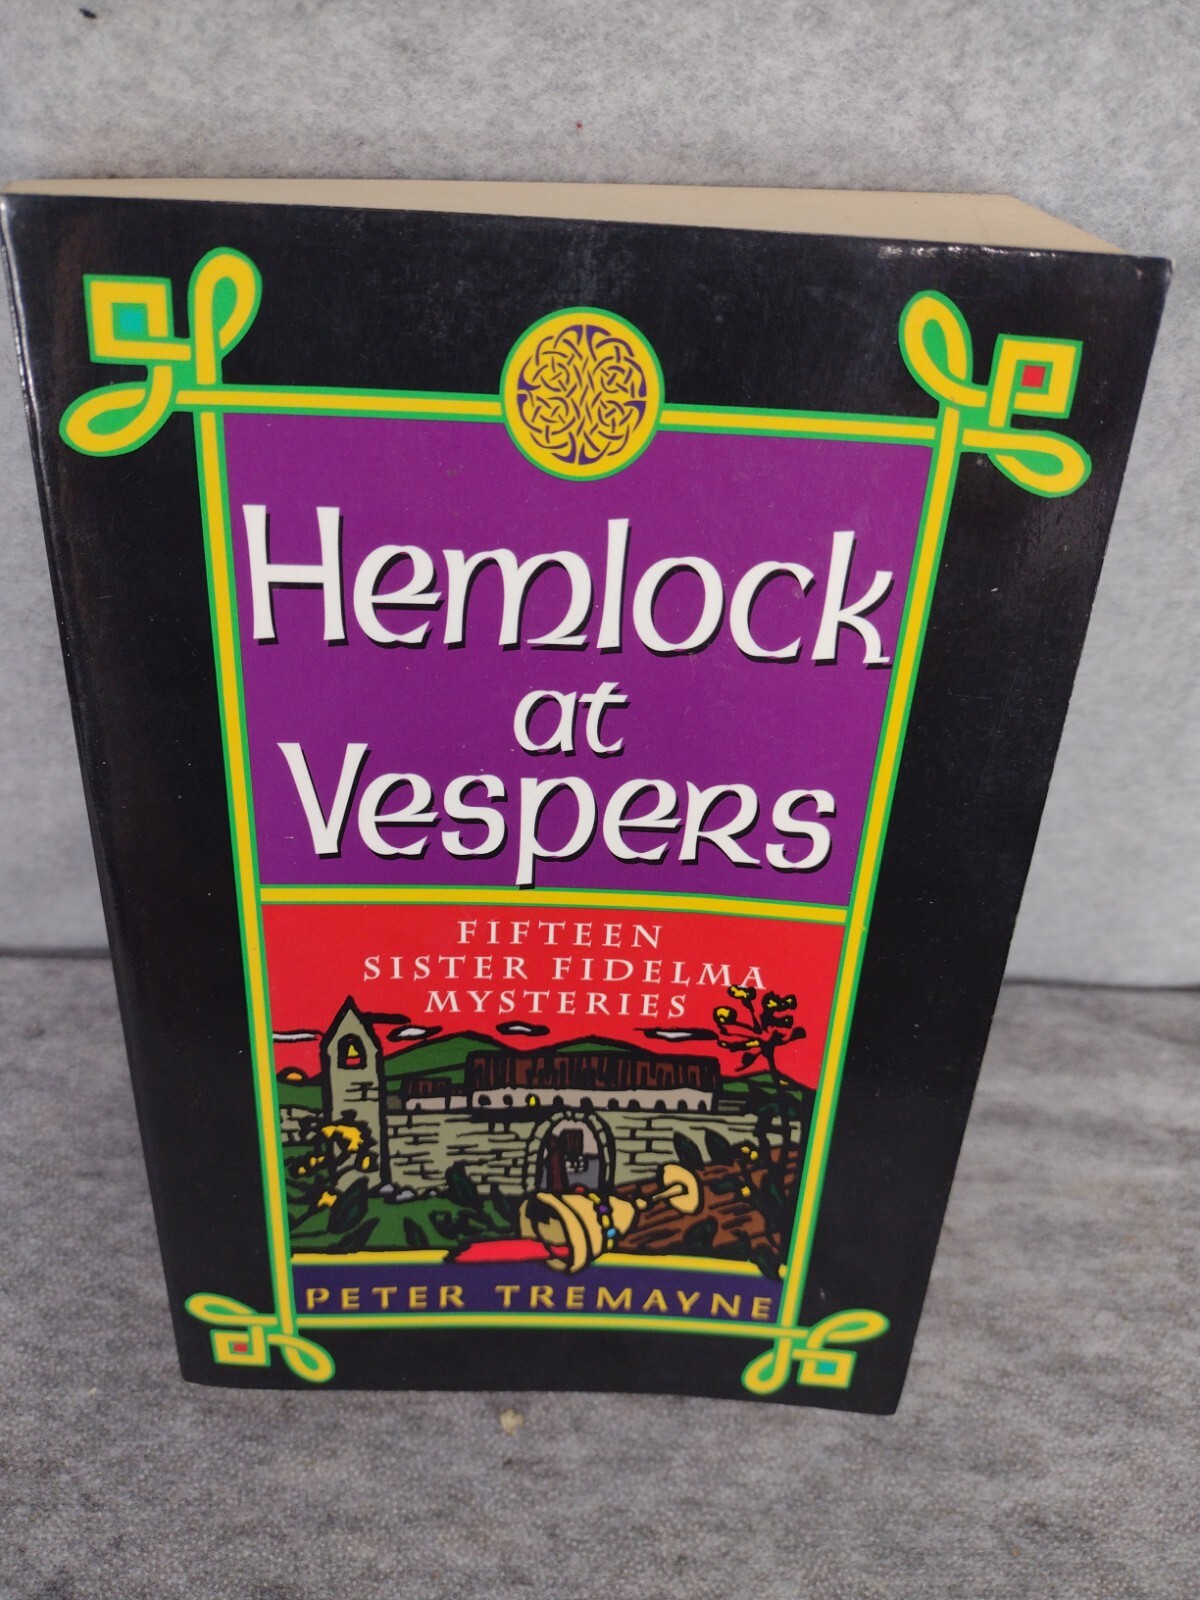 Hemlock
at
Vespers
FIFTEEN
SISTER FIDELMA
MYSTERIES
PETER TREMAYNE